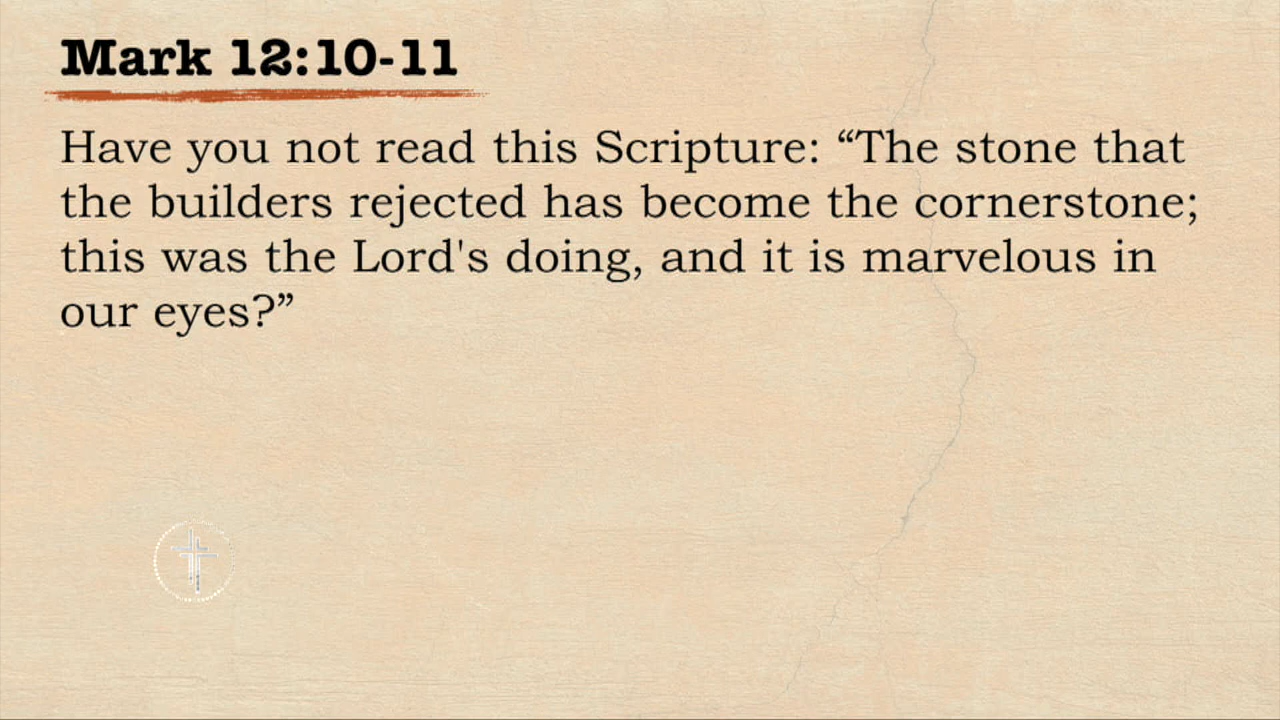 Mark 12:10-11
Have you not read this Scripture: “The stone that
the builders rejected has become the cornerstone;
this was the Lord's doing, and it is marvelous in
our eyes?”